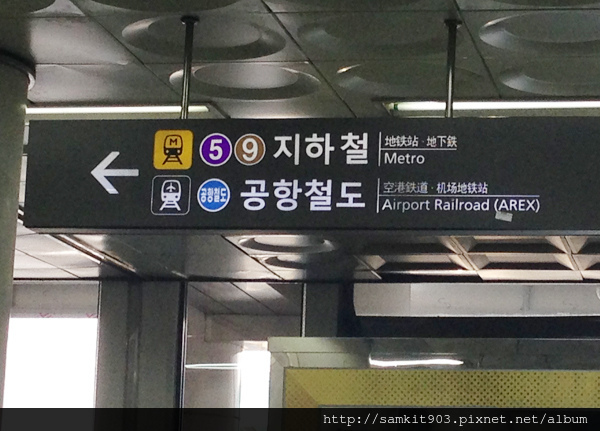 M 5 9 지하철 地铁站 · 地下鉄
Metro
공항철도 공항철도 空港鉄道 · 机场地铁站
Airport Railroad (AREX)
http://samkit903.pixnet.net/album